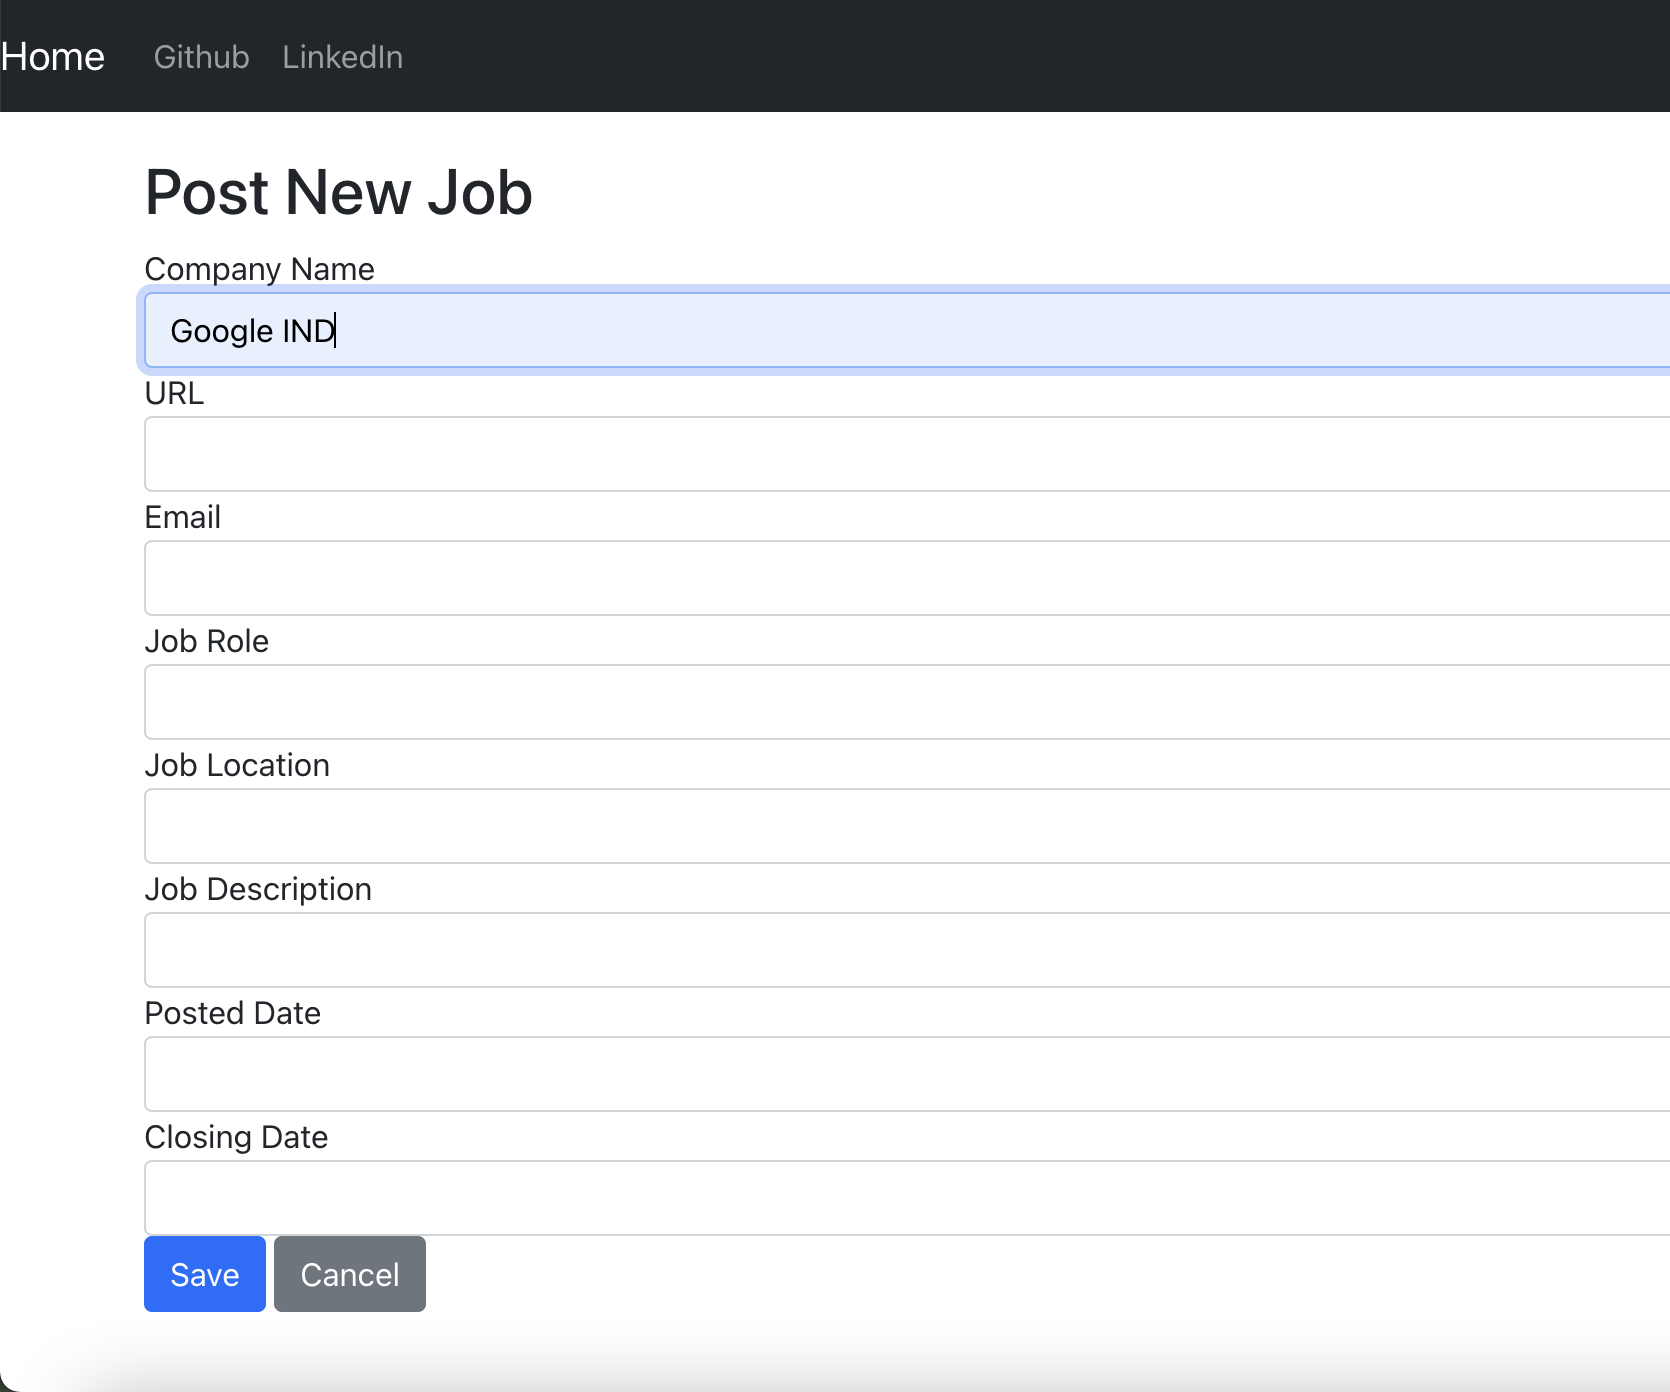 Home Github LinkedIn
Post New Job
Company Name
Google IND
URL
Email
Job Role
Job Location
Job Description
Posted Date
Closing Date
Save Cancel